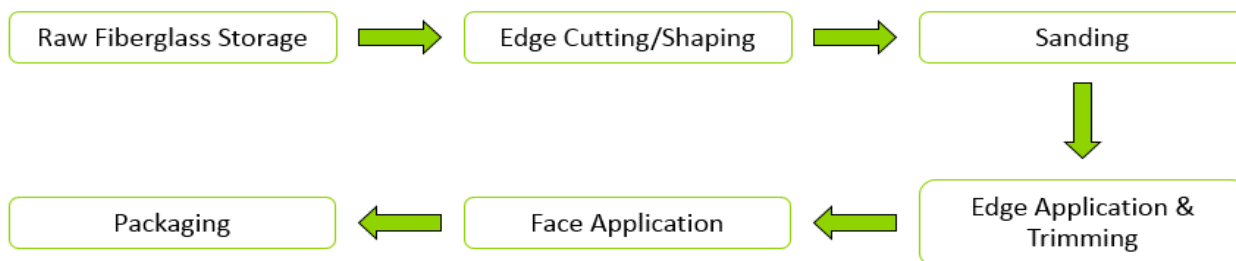 Raw Fiberglass Storage
Edge Cutting/Shaping
Sanding
Edge Application &
Trimming
Face Application
Packaging